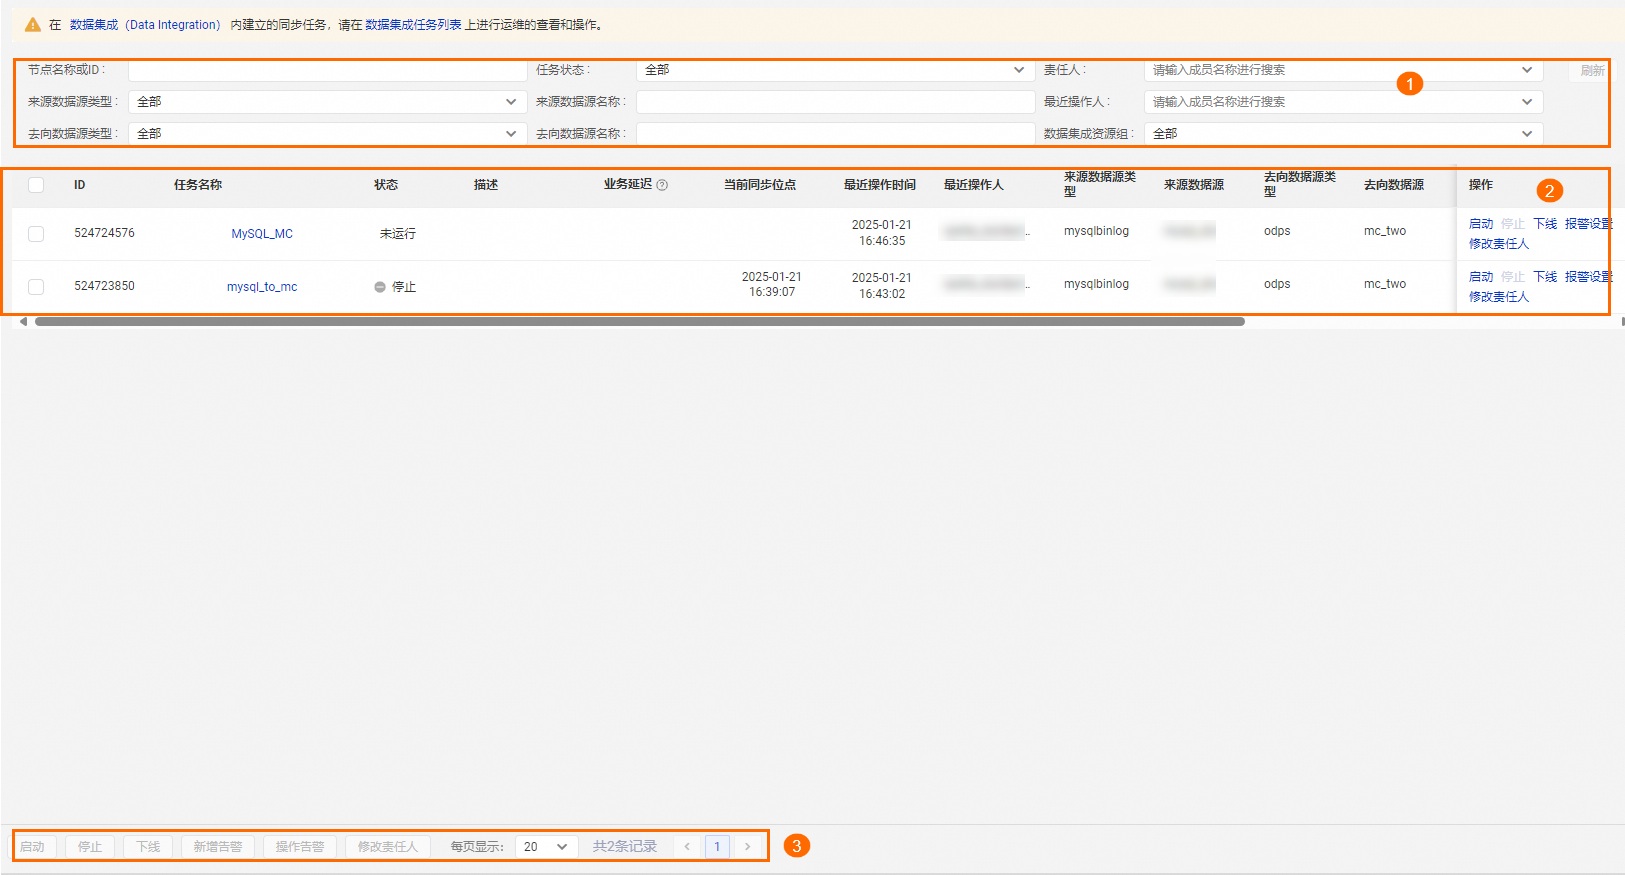 在 数据集成（Data Integration） 内建立的同步任务，请在 数据集成任务列表 上进行运维的查看和操作。
节点名称或ID： 任务状态： 全部 责任人： 请输入成员名称进行搜索 刷新
1
来源数据源类型： 全部 来源数据源名称： 最近操作人： 请输入成员名称进行搜索
去向数据源类型： 全部 去向数据源名称： 数据集成资源组： 全部
ID 任务名称 状态 描述 业务延迟 ? 当前同步位点 最近操作时间 最近操作人 来源数据源类型 来源数据源 去向数据源类型 去向数据源 操作 2
524724576 MySQL_MC 未运行 2025-01-21 16:46:35 mysqlbinlog odps mc_two 启动 停止 下线 报警设置
修改责任人
524723850 mysql_to_mc 停止 2025-01-21 16:39:07 2025-01-21 16:43:02 mysqlbinlog odps mc_two 启动 停止 下线 报警设置
修改责任人
启动 停止 下线 新增告警 操作告警 修改责任人 每页显示： 20 共2条记录 < 1 > 3